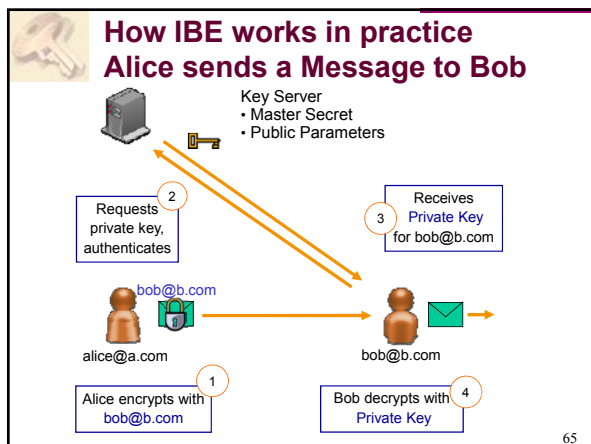 How IBE works in practice
Alice sends a Message to Bob
Key Server
• Master Secret
• Public Parameters
2
Requests
private key,
authenticates
3
Receives
Private Key
for bob@b.com
bob@b.com
alice@a.com
bob@b.com
1
Alice encrypts with
bob@b.com
4
Bob decrypts with
Private Key
65